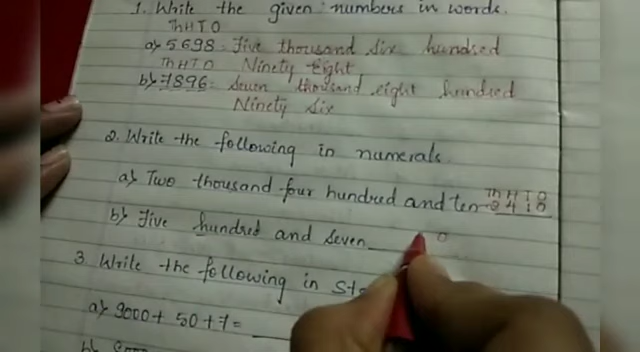 1. Write the given numbers in words.
Th H T O
a) 5698 = Five thousand six hundred
Th H T O Ninety Eight
b) 7896 = Seven thousand eight hundred
Ninety Six
2. Write the following in numerals.
Th H T O
a) Two thousand four hundred and ten = 2 4 1 0
O
b) Five hundred and seven
3. Write the following in
a) 9000 + 50 + 7 =
b)